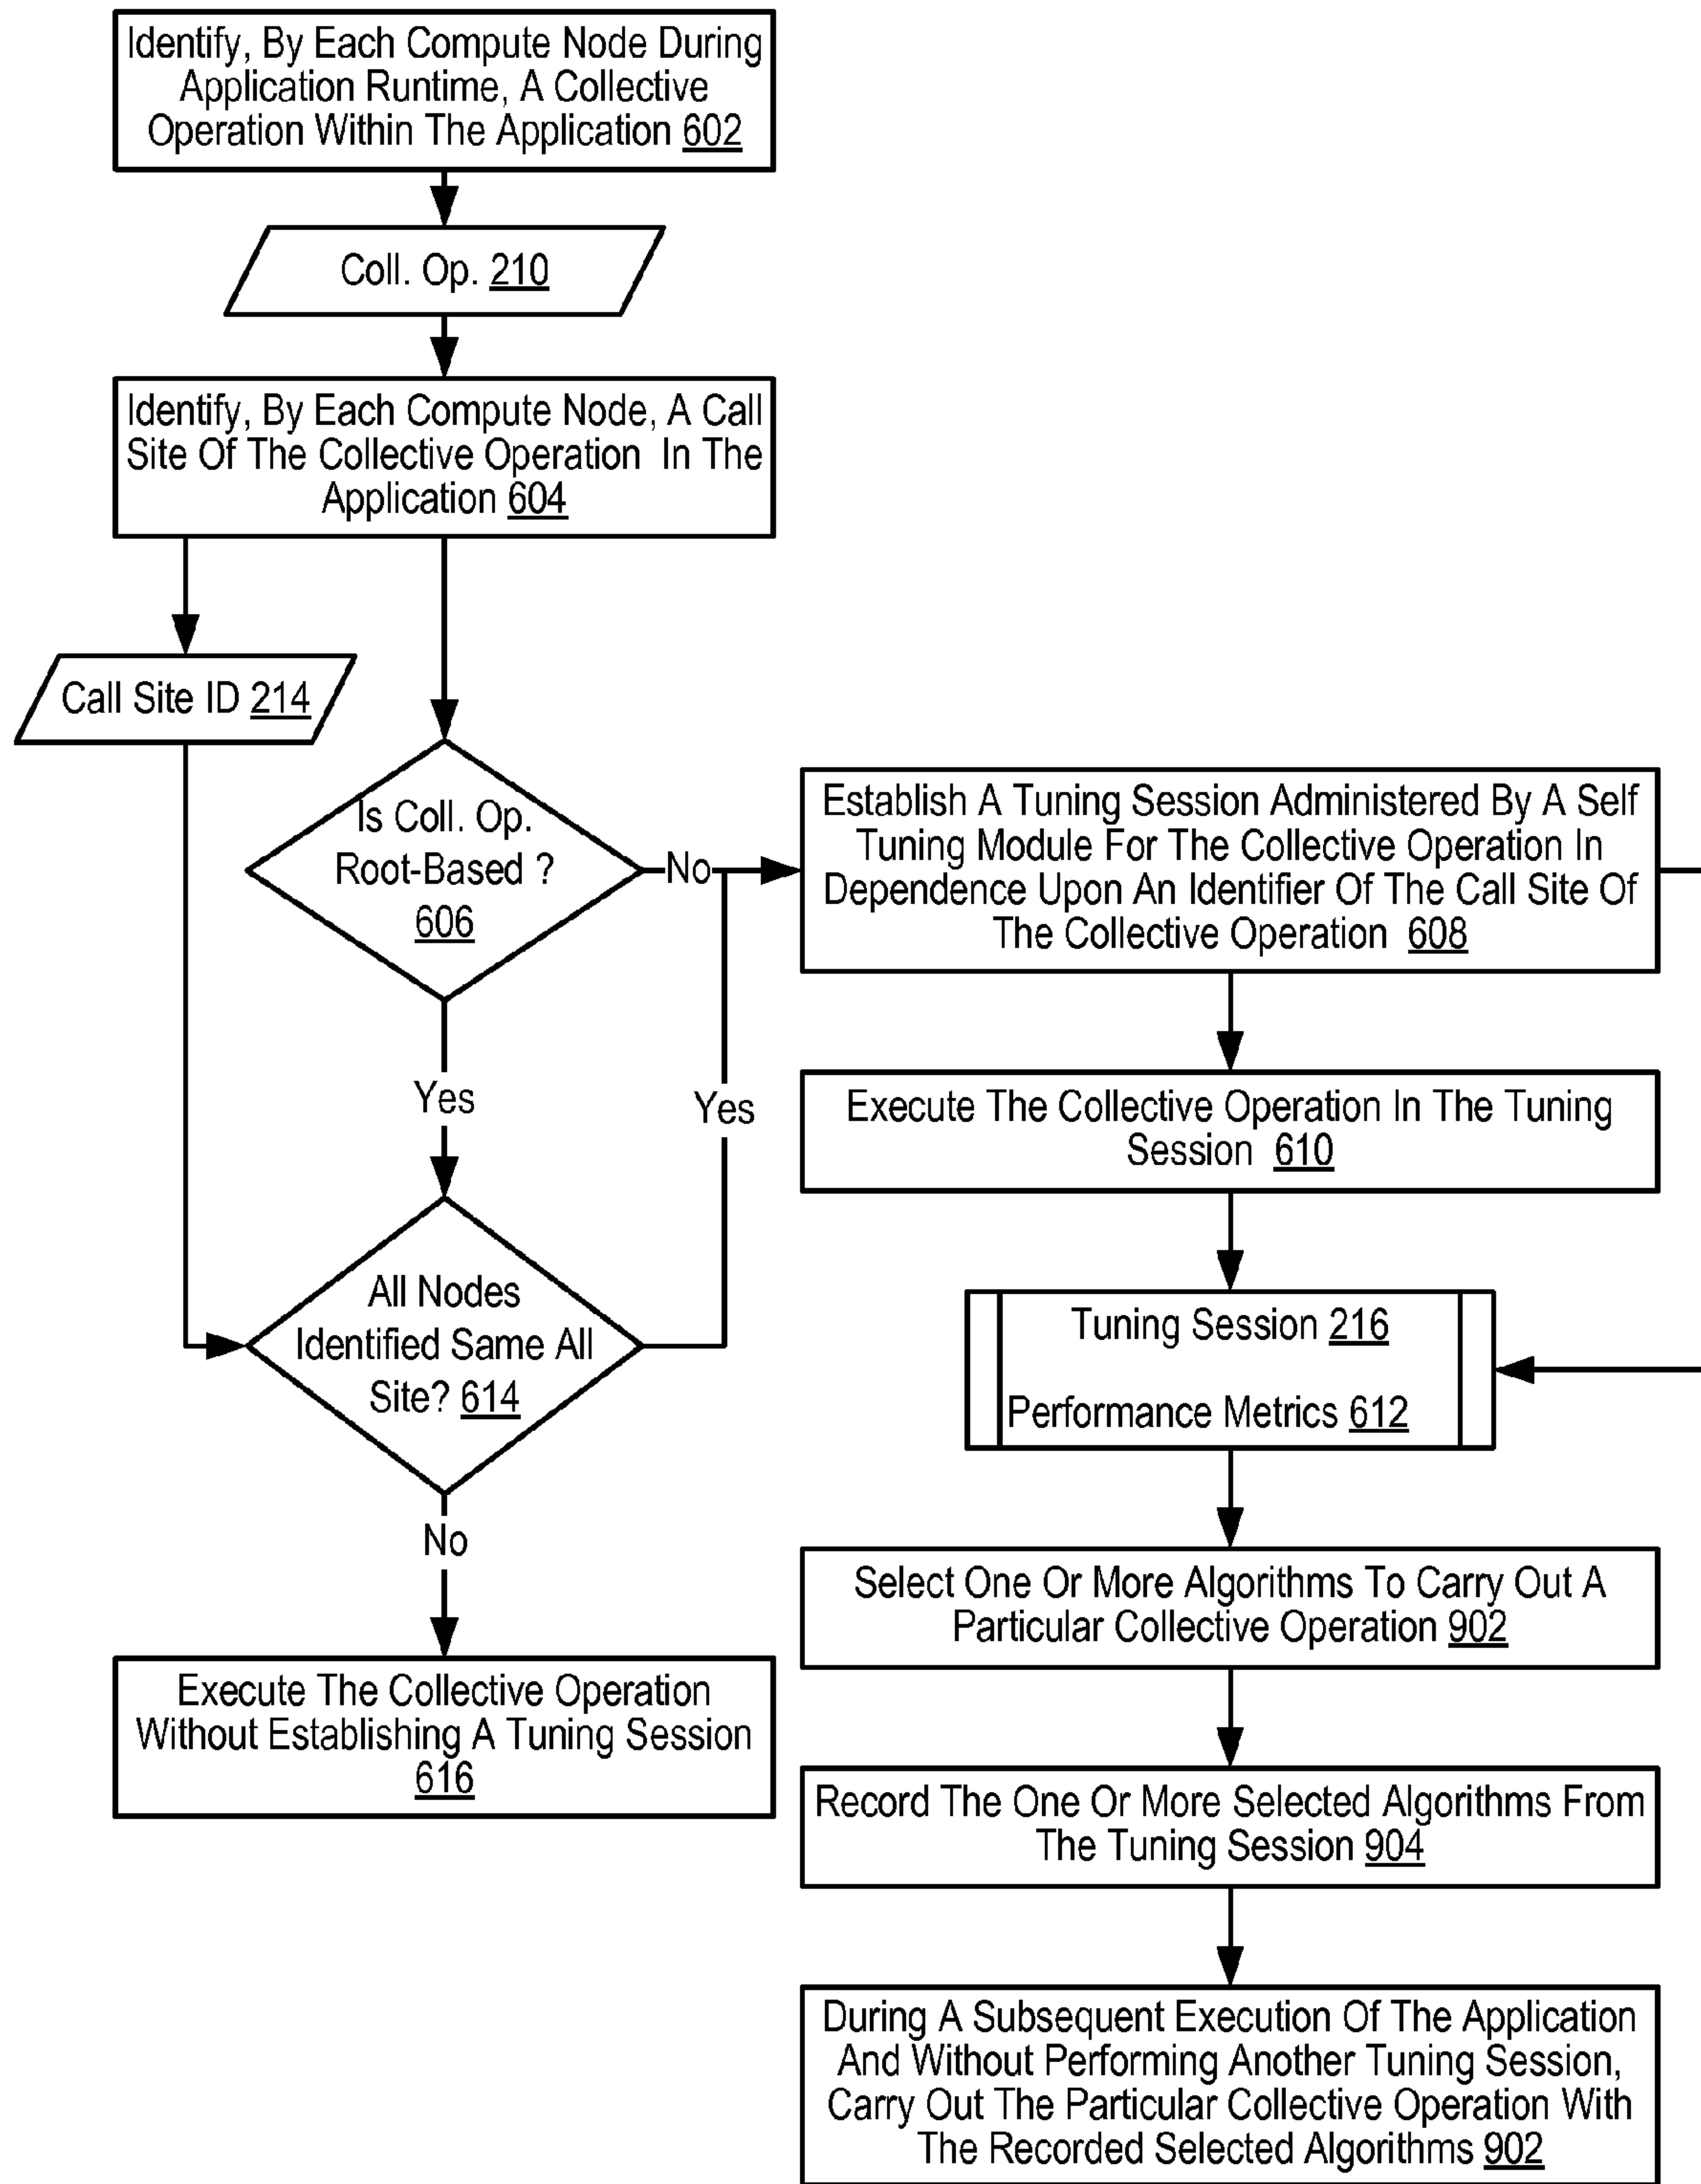 Identify, By Each Compute Node During
Application Runtime, A Collective
Operation Within The Application 602
Coll. Op. 210
Identify, By Each Compute Node, A Call
Site Of The Collective Operation In The
Application 604
Call Site ID 214
Is Coll. Op.
Root-Based ?
606
No
Yes
Yes
All Nodes
Identified Same All
Site? 614
No
Execute The Collective Operation
Without Establishing A Tuning Session
616
Establish A Tuning Session Administered By A Self
Tuning Module For The Collective Operation In
Dependence Upon An Identifier Of The Call Site Of
The Collective Operation 608
Execute The Collective Operation In The Tuning
Session 610
Tuning Session 216
Performance Metrics 612
Select One Or More Algorithms To Carry Out A
Particular Collective Operation 902
Record The One Or More Selected Algorithms From
The Tuning Session 904
During A Subsequent Execution Of The Application
And Without Performing Another Tuning Session,
Carry Out The Particular Collective Operation With
The Recorded Selected Algorithms 902